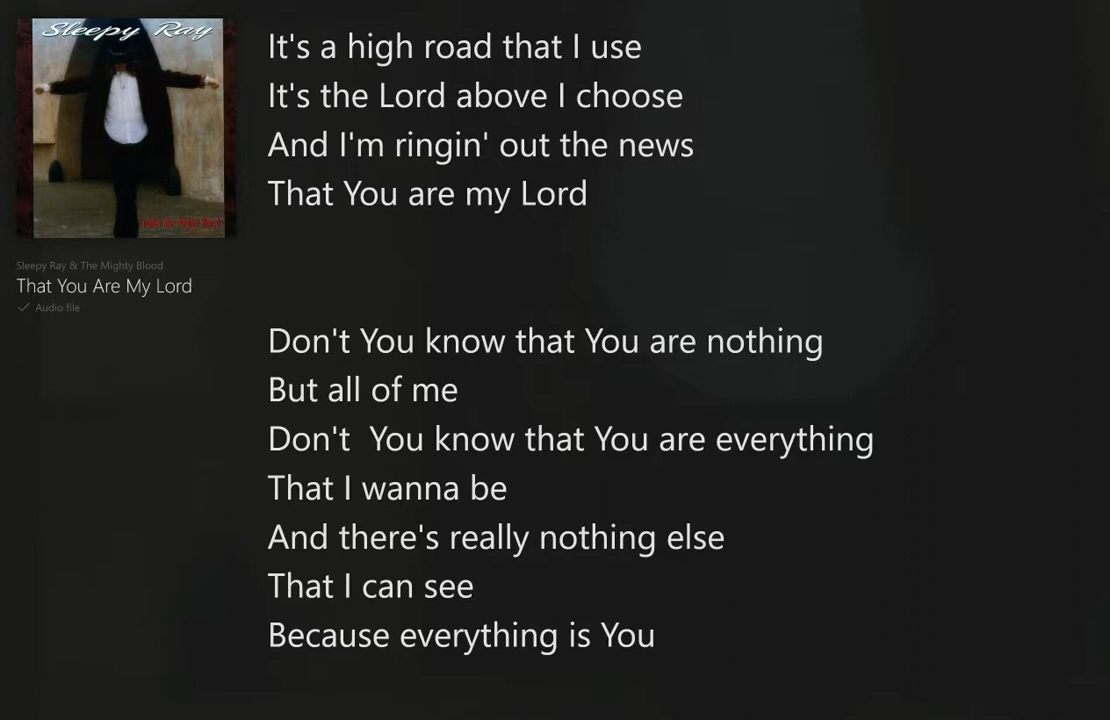 Sleepy Ray
Sleepy Ray & The Mighty Blood
That You Are My Lord
Audio file
It's a high road that I use
It's the Lord above I choose
And I'm ringin' out the news
That You are my Lord
Don't You know that You are nothing
But all of me
Don't  You know that You are everything
That I wanna be
And there's really nothing else
That I can see
Because everything is You